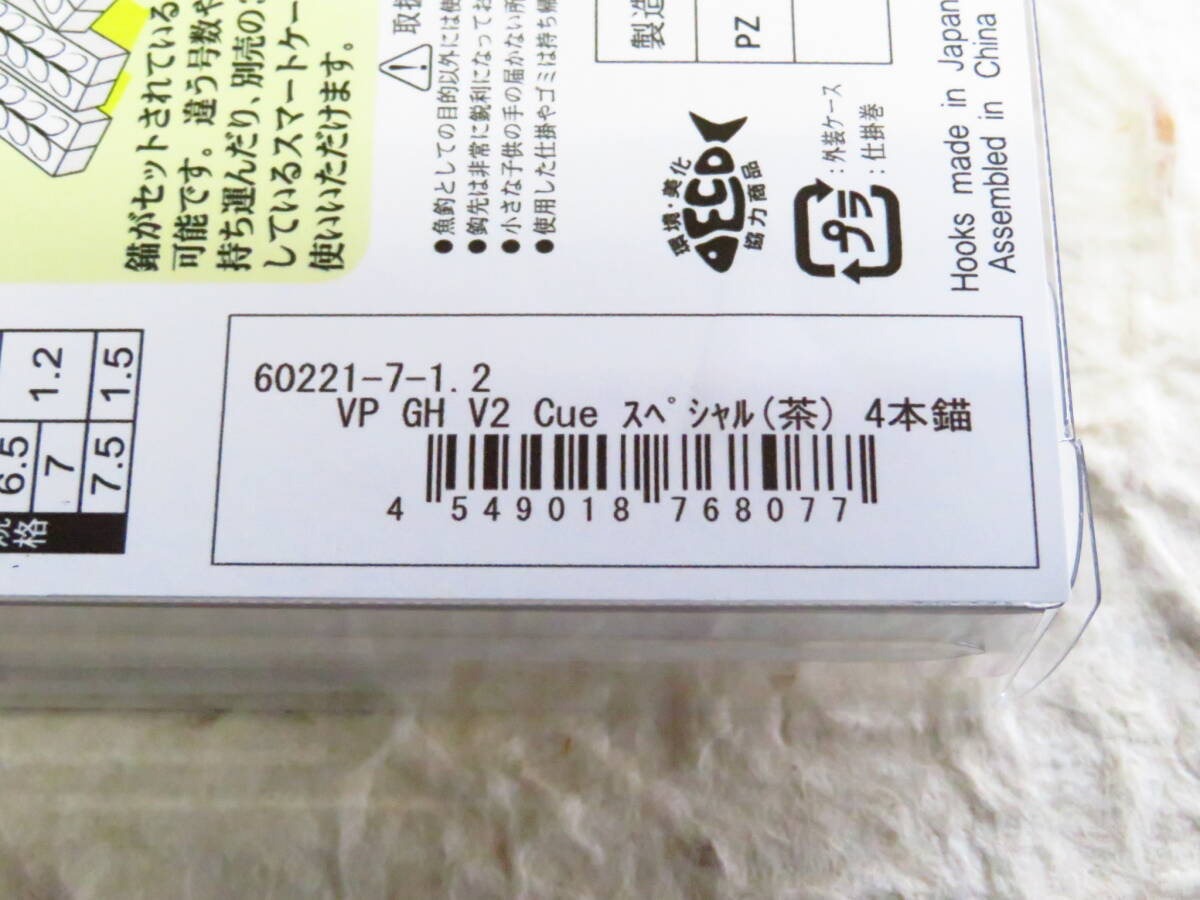 錨がセットされている
可能です。違う号数や
持ち運んだり、別売の
しているスマートケー
使いいただけます。
取扱
●魚釣としての目的以外には使
●鈎先は非常に鋭利になってお
●小さな子供の手の届かない所
●使用した仕掛やゴミは持ち帰
製造
PZ
環境・美化
ECO
協力商品
プラ
:外装ケース
:仕掛巻
Hooks made in Japan
Assembled in China
1.2
1.5
6.5
7
7.5
格
60221-7-1.2
VP GH V2 Cue ｽﾍﾟｼｬﾙ(茶) 4本錨
4 549018 768077